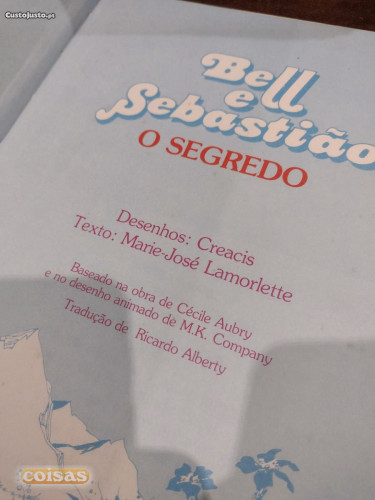 CustoJusto.pt
Bell
e
Sebastião
O SEGREDO
Desenhos: Creacis
Texto: Marie-José Lamorlette
Baseado na obra de Cécile Aubry
e no desenho animado de M.K. Company
Tradução de Ricardo Alberty
coisas